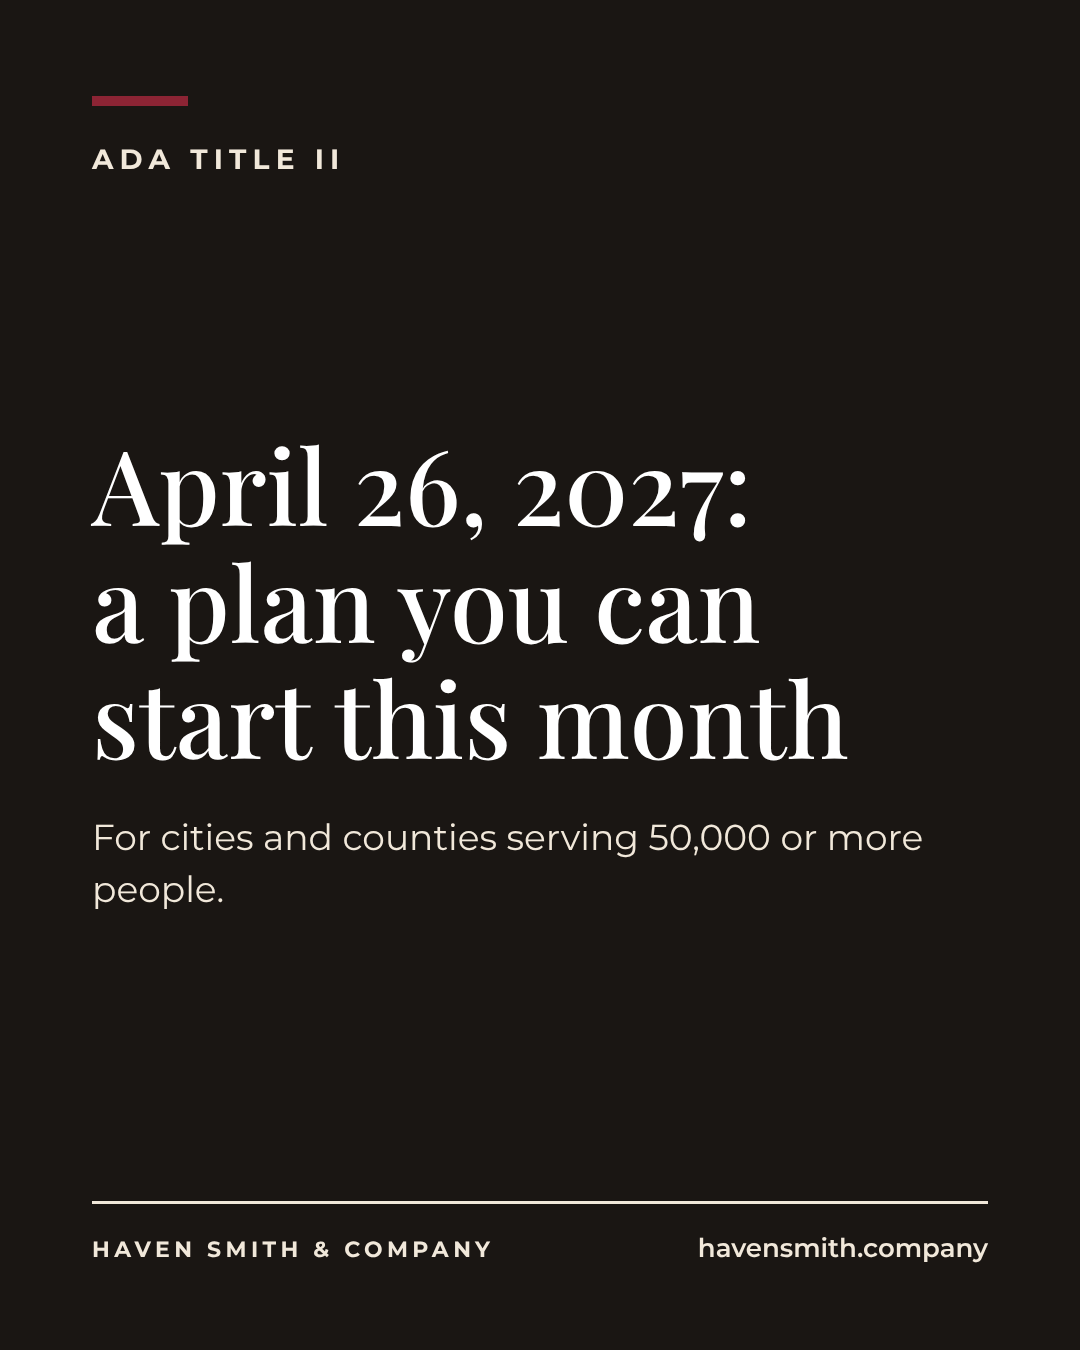 ADA TITLE II
April 26, 2027:
a plan you can
start this month
For cities and counties serving 50,000 or more
people.
HAVEN SMITH & COMPANY
havensmith.company